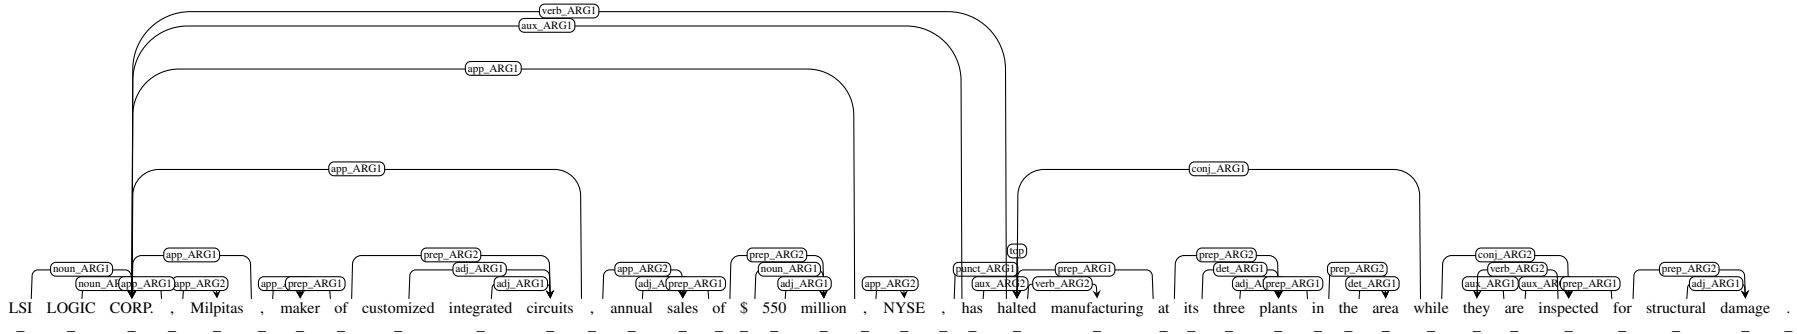 verb_ARG1
aux_ARG1
app_ARG1
app_ARG1 conj_ARG1
top
app_ARG1 prep_ARG2 prep_ARG2 prep_ARG2 conj_ARG2
noun_ARG1 adj_ARG1 app_ARG2 noun_ARG1 punct_ARG1 prep_ARG1 det_ARG1 prep_ARG2 verb_ARG2 prep_ARG2
app_ARG1 app_ARG2 prep_ARG1 adj_ARG1 prep_ARG1 adj_ARG1 app_ARG2 aux_ARG2 verb_ARG2 prep_ARG1 det_ARG1 aux_ARG1 prep_ARG1 adj_ARG1
LSI LOGIC CORP. , Milpitas , maker of customized integrated circuits , annual sales of $ 550 million , NYSE , has halted manufacturing at its three plants in the area while they are inspected for structural damage .